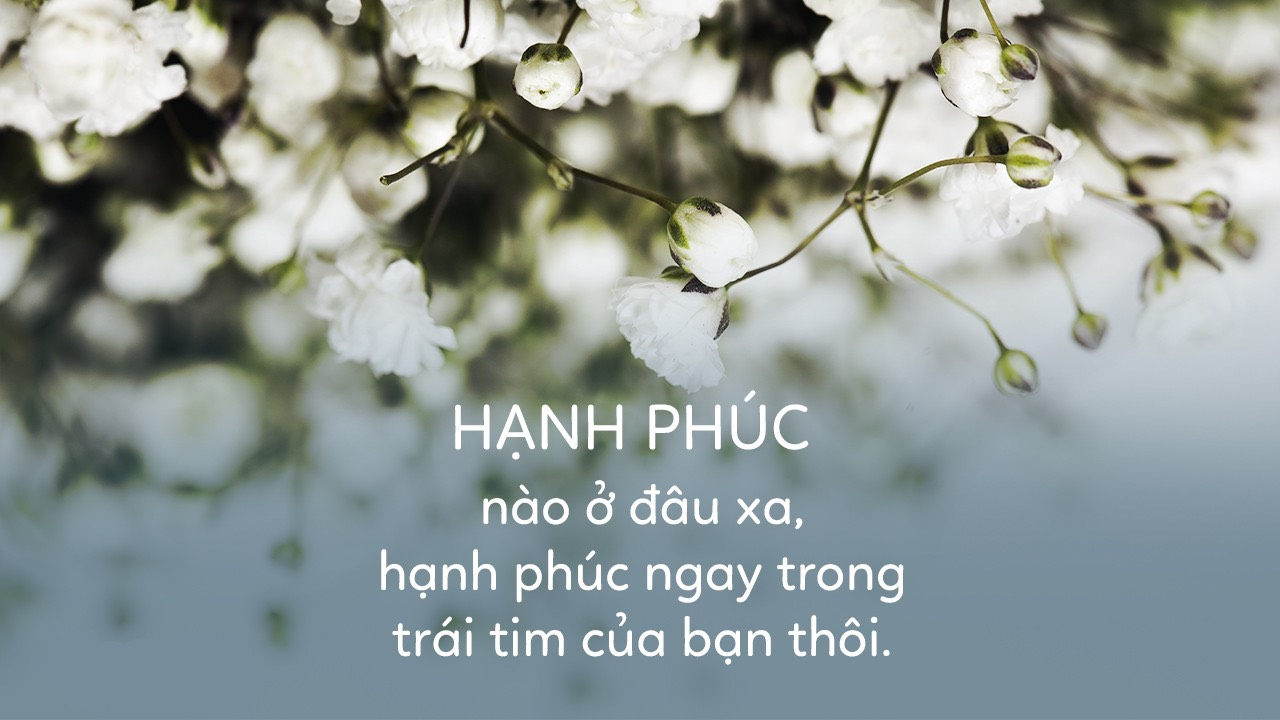 HẠNH PHÚC
nào ở đâu xa,
hạnh phúc ngay trong
trái tim của bạn thôi.